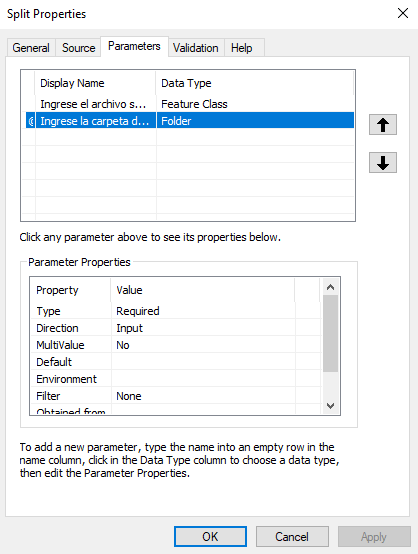 Split Properties
General Source Parameters Validation Help
Display Name Data Type
Ingrese el archivo s... Feature Class
Ingrese la carpeta d... Folder
Click any parameter above to see its properties below.
Parameter Properties
Property Value
Type Required
Direction Input
MultiValue No
Default
Environment
Filter None
Obtained from
To add a new parameter, type the name into an empty row in the
name column, click in the Data Type column to choose a data type,
then edit the Parameter Properties.
OK Cancel Apply